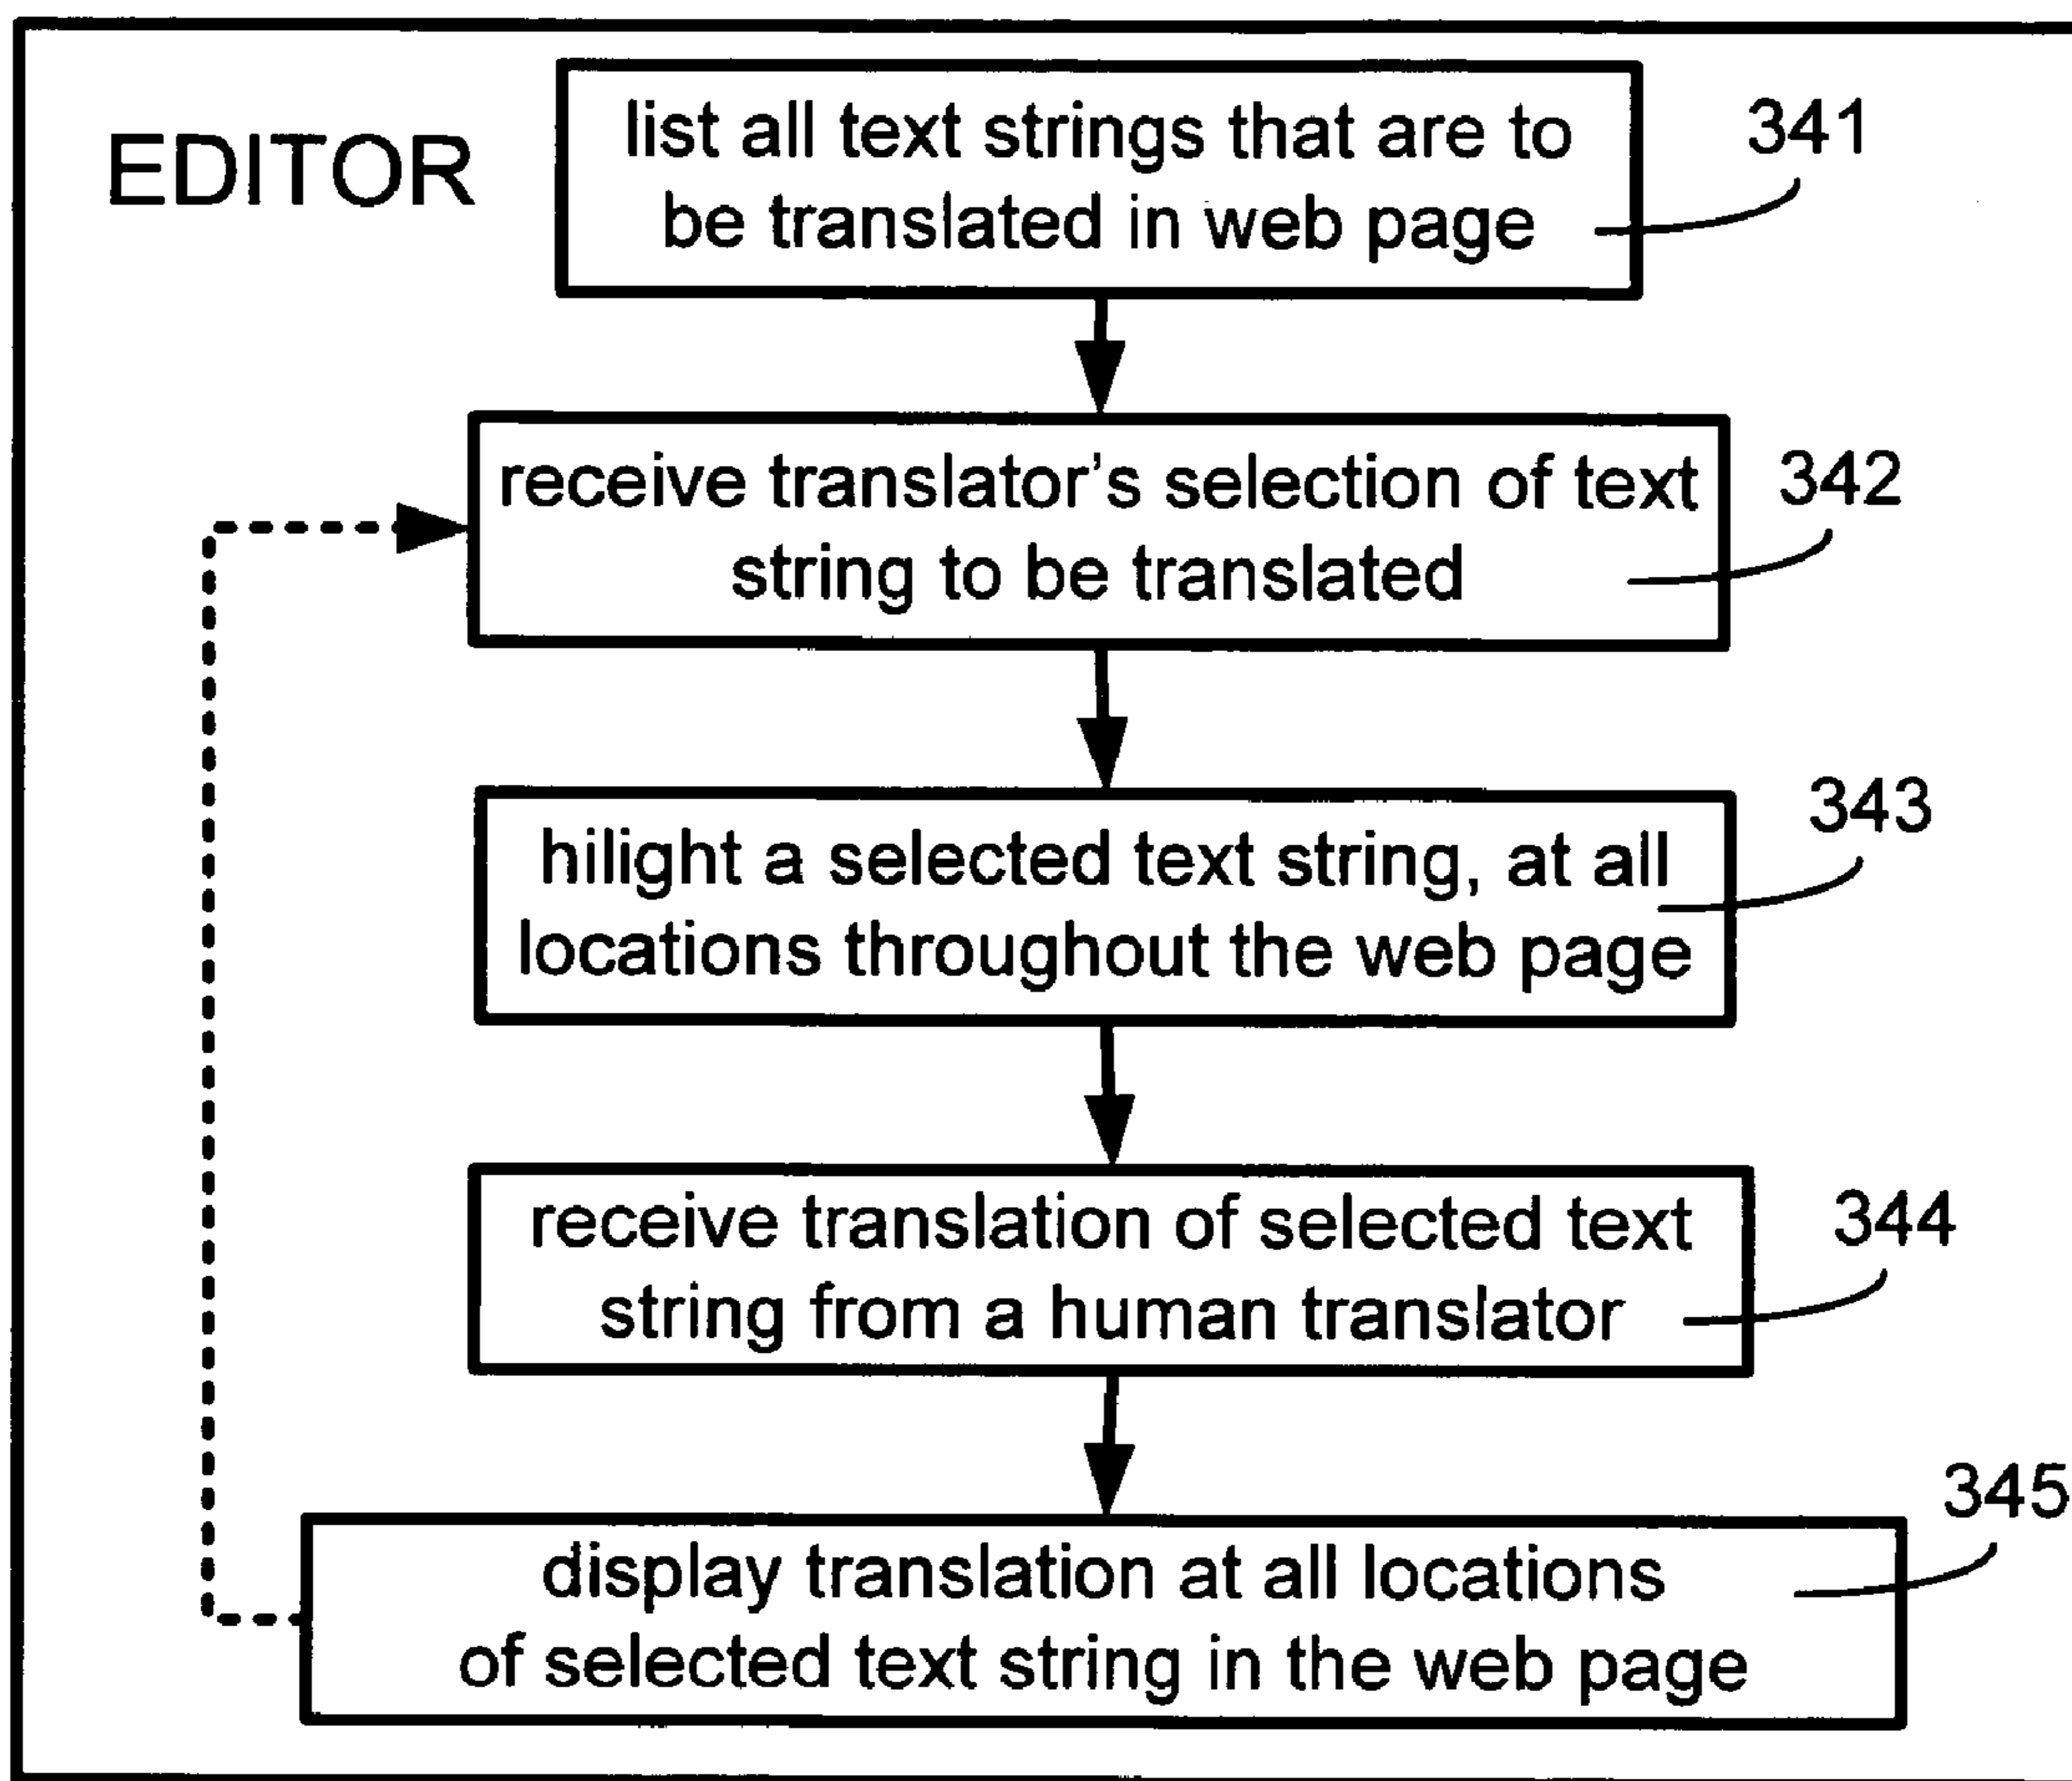 EDITOR
list all text strings that are to
be translated in web page
341
receive translator's selection of text
string to be translated
342
hilight a selected text string, at all
locations throughout the web page
343
receive translation of selected text
string from a human translator
344
display translation at all locations
of selected text string in the web page
345